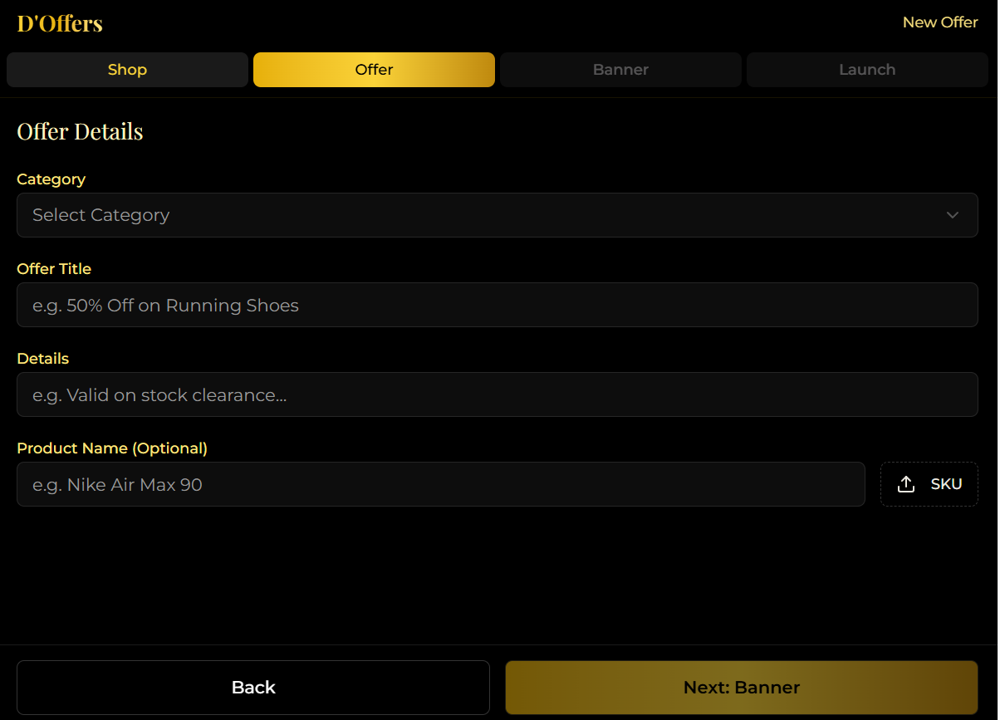 D'Offers
New Offer
Shop
Offer
Banner
Launch
Offer Details
Category
Select Category
Offer Title
e.g. 50% Off on Running Shoes
Details
e.g. Valid on stock clearance...
Product Name (Optional)
e.g. Nike Air Max 90
SKU
Back
Next: Banner